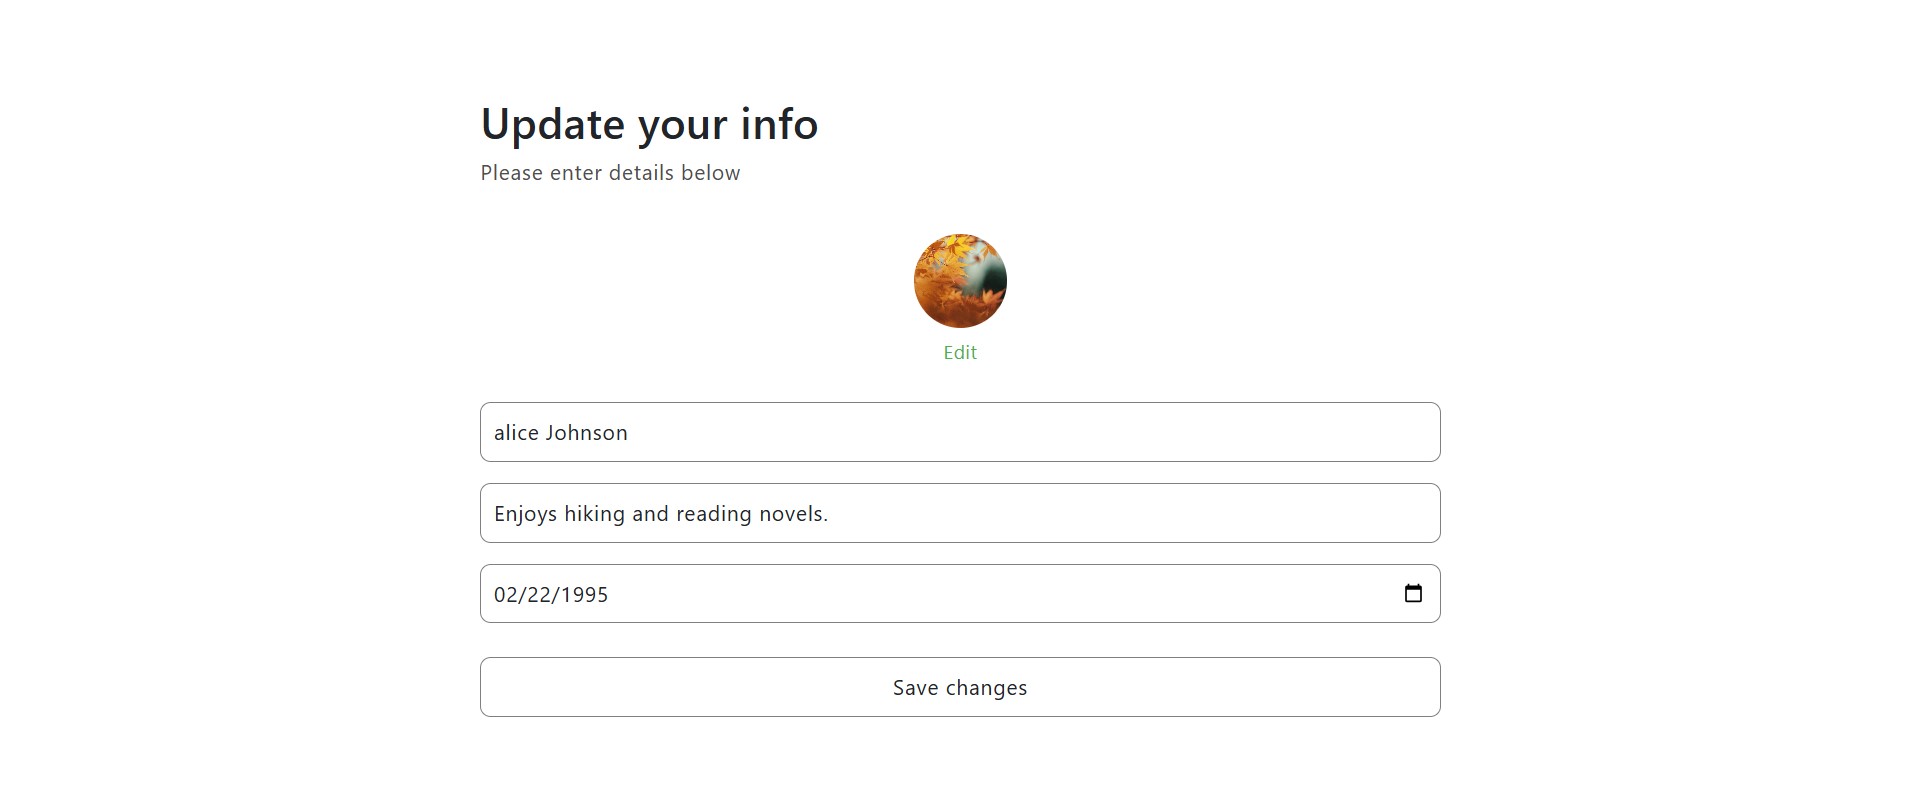 Update your info
Please enter details below
Edit
alice Johnson
Enjoys hiking and reading novels.
02/22/1995
Save changes